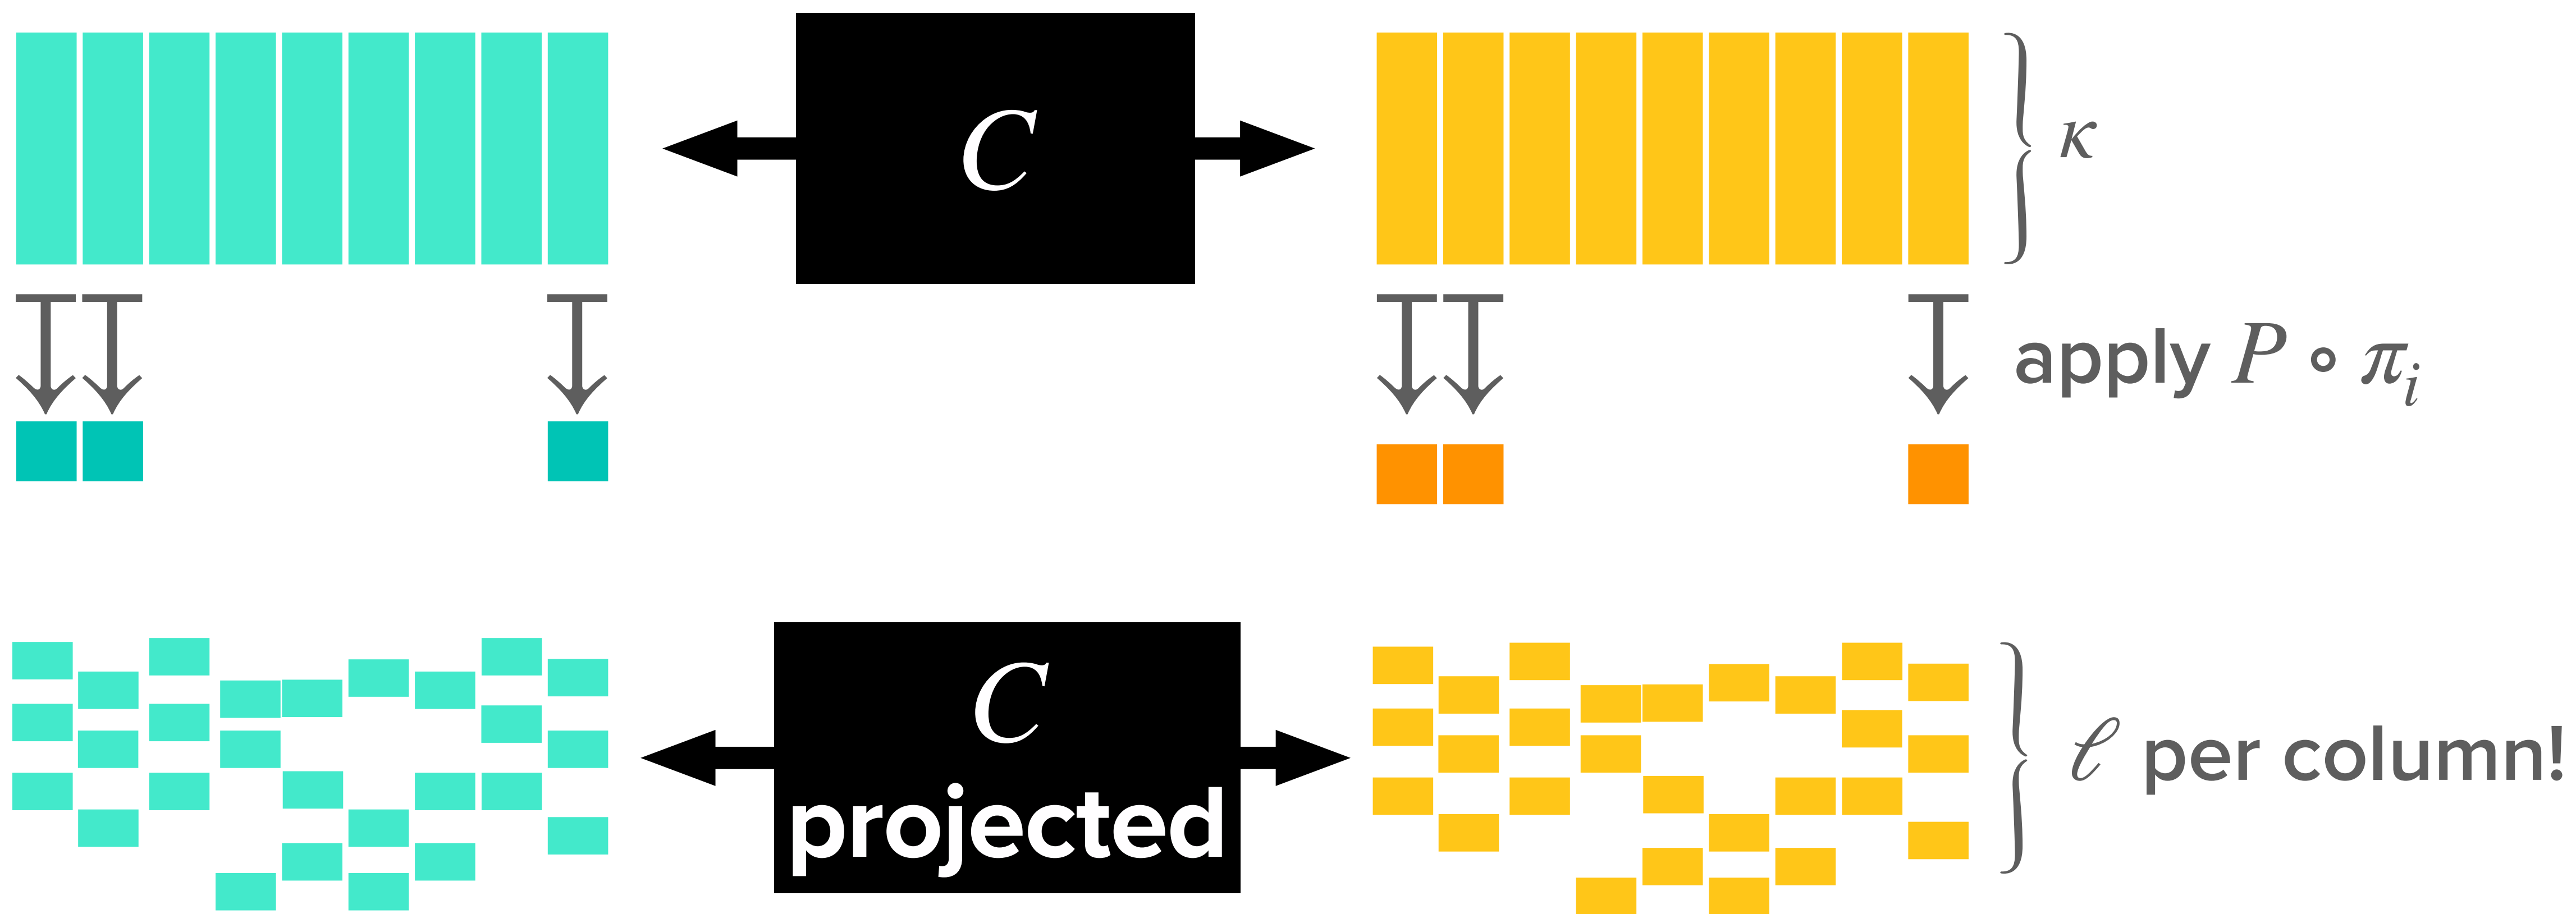 C
κ
apply P ∘ πᵢ
C
projected
ℓ per column!